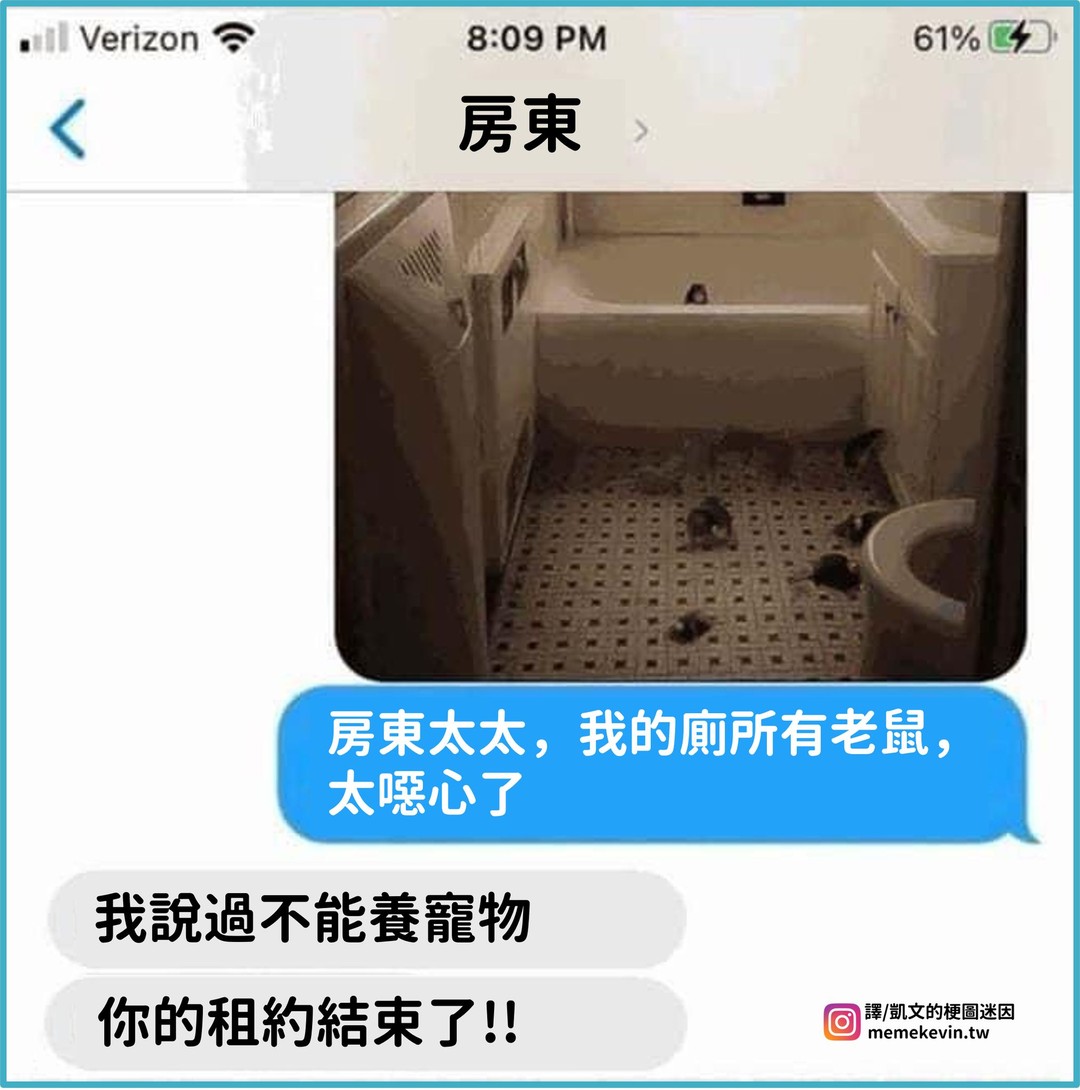 Verizon 8:09 PM 61%
房東
房東太太，我的廁所有老鼠，
太噁心了
我說過不能養寵物
你的租約結束了!!
譯/凱文的梗圖迷因
memekevin.tw